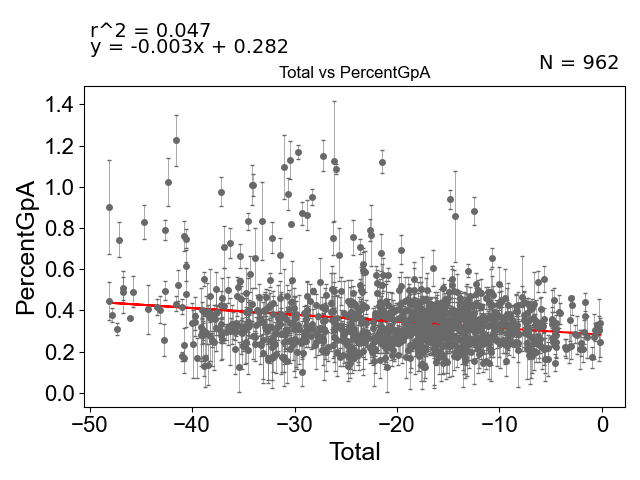 r^2 = 0.047
y = -0.003x + 0.282
N = 962
Total vs PercentGpA
1.4
1.2
1.0
0.8
0.6
0.4
0.2
0.0
PercentGpA
−50 −40 −30 −20 −10 0
Total